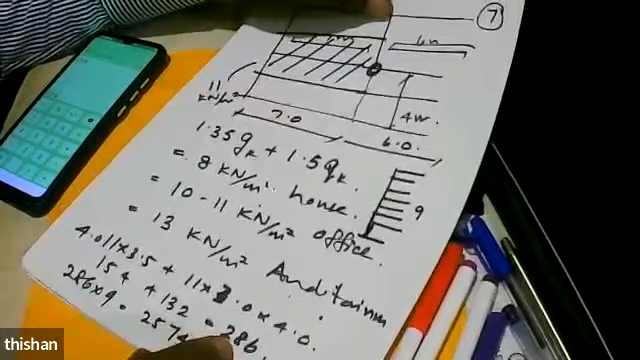 7
6m
11
KN/m²
7.0
6.0.
4m.
1.35gk + 1.5qk.
= 8 KN/m² house.
= 10-11 KN/m² office.
= 13 KN/m² Auditorium
9
4.0 11×3.5 + 11×3.0×4.0.
154 + 132 = 286
286×9 = 2574
thishan